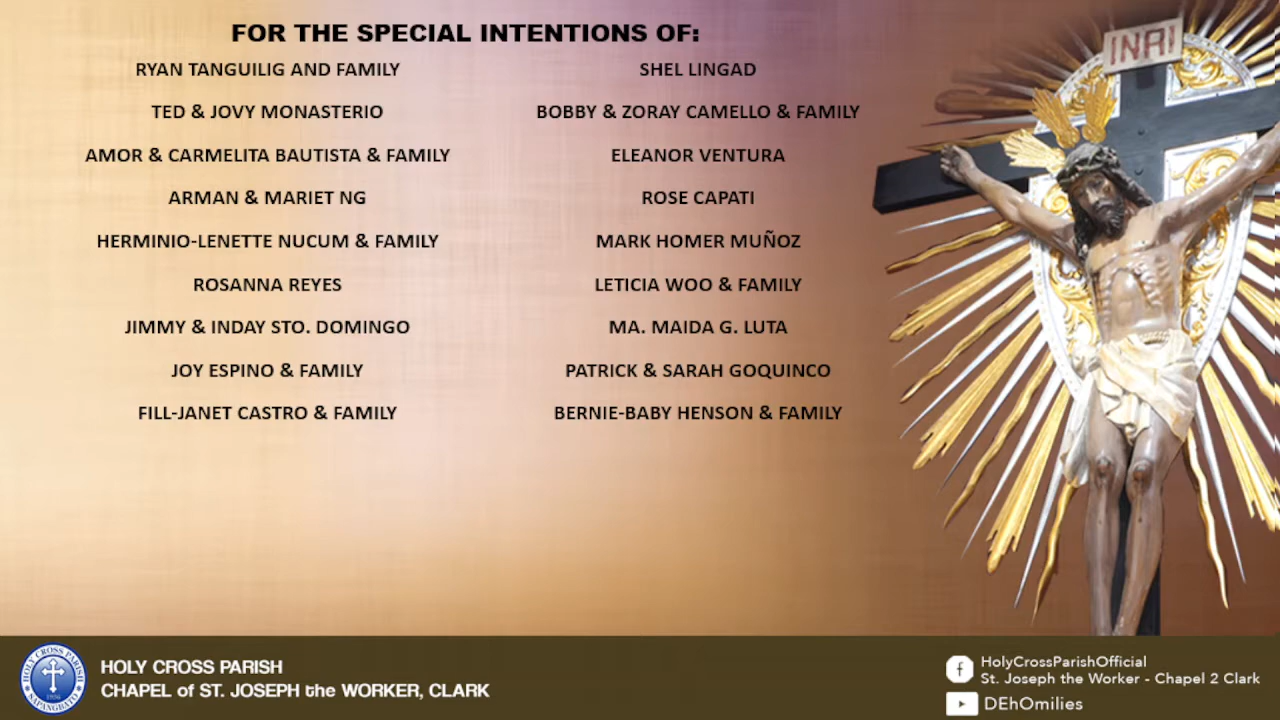 FOR THE SPECIAL INTENTIONS OF:
RYAN TANGUILIG AND FAMILY
TED & JOVY MONASTERIO
AMOR & CARMELITA BAUTISTA & FAMILY
ARMAN & MARIET NG
HERMINIO-LENETTE NUCUM & FAMILY
ROSANNA REYES
JIMMY & INDAY STO. DOMINGO
JOY ESPINO & FAMILY
FILL-JANET CASTRO & FAMILY
SHEL LINGAD
BOBBY & ZORAY CAMELLO & FAMILY
ELEANOR VENTURA
ROSE CAPATI
MARK HOMER MUÑOZ
LETICIA WOO & FAMILY
MA. MAIDA G. LUTA
PATRICK & SARAH GOQUINCO
BERNIE-BABY HENSON & FAMILY
INRI
HOLY CROSS PARISH
SAPANGBATO
HOLY CROSS PARISH
CHAPEL of ST. JOSEPH the WORKER, CLARK
HolyCrossParishOfficial
St. Joseph the Worker - Chapel 2 Clark
DEhOmilies